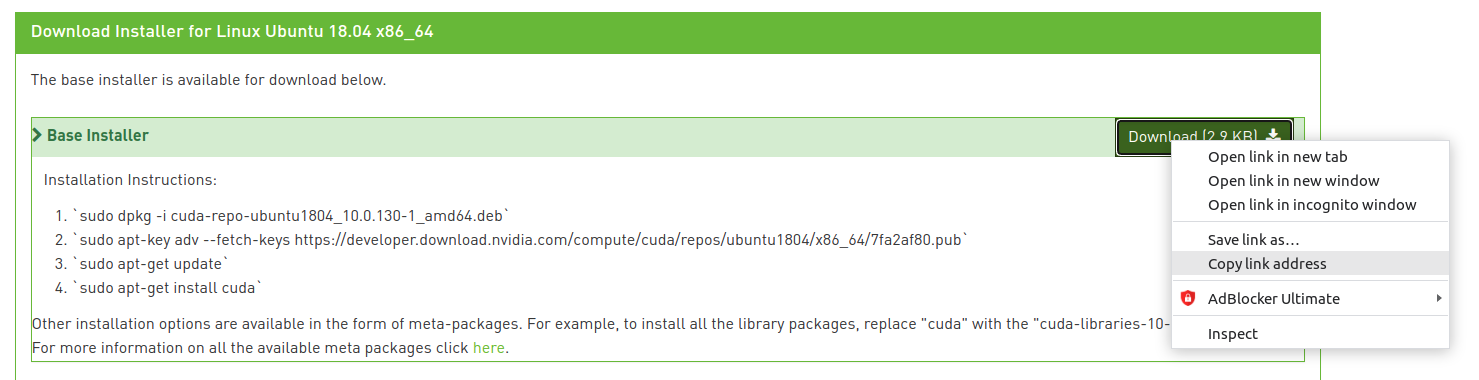 Download Installer for Linux Ubuntu 18.04 x86_64
The base installer is available for download below.
Base Installer
Download (2.9 KB)
Installation Instructions:
1. `sudo dpkg -i cuda-repo-ubuntu1804_10.0.130-1_amd64.deb`
2. `sudo apt-key adv --fetch-keys https://developer.download.nvidia.com/compute/cuda/repos/ubuntu1804/x86_64/7fa2af80.pub`
3. `sudo apt-get update`
4. `sudo apt-get install cuda`
Other installation options are available in the form of meta-packages. For example, to install all the library packages, replace "cuda" with the "cuda-libraries-10-
For more information on all the available meta packages click here.
Open link in new tab
Open link in new window
Open link in incognito window
Save link as...
Copy link address
AdBlocker Ultimate
Inspect